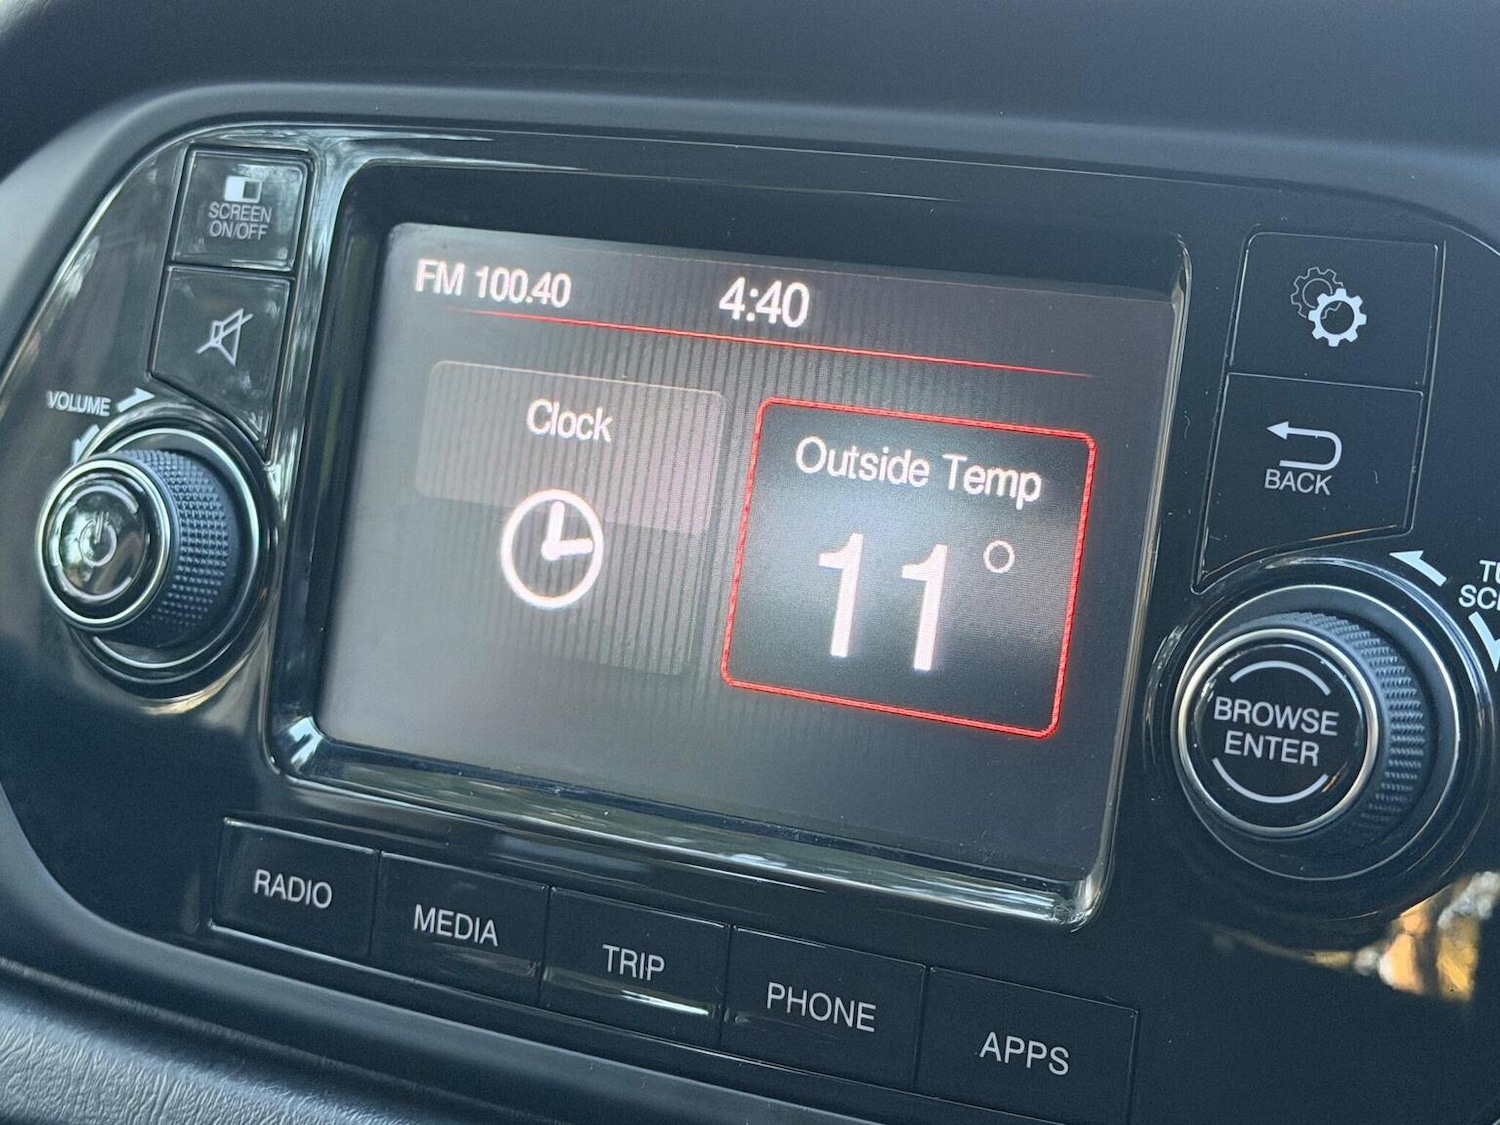 SCREEN
ON/OFF
VOLUME
FM 100.40
4:40
Clock
Outside Temp
11°
BACK
BROWSE
ENTER
RADIO
MEDIA
TRIP
PHONE
APPS